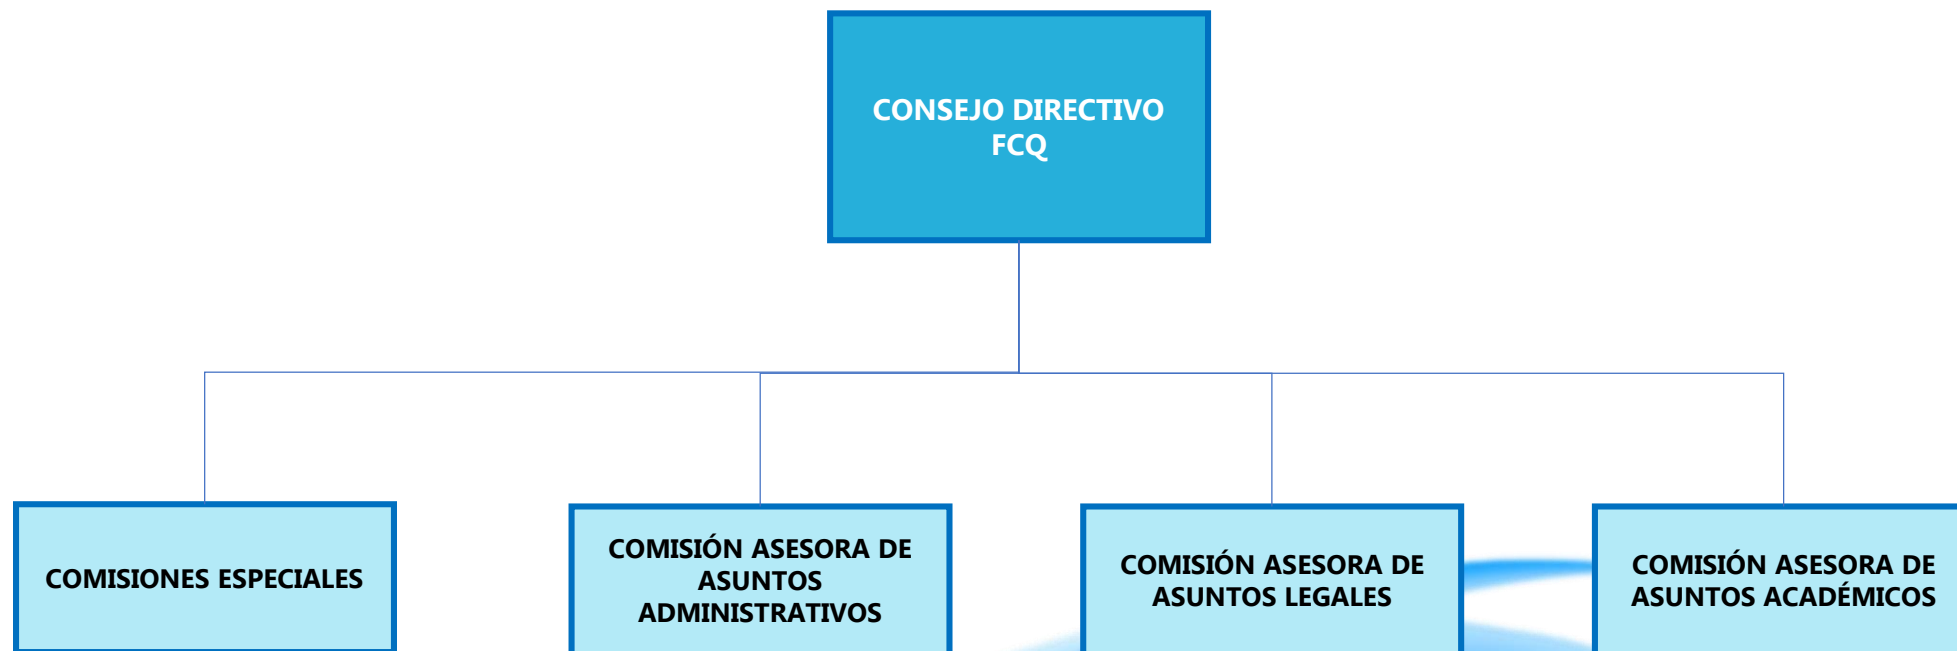 CONSEJO DIRECTIVO
FCQ
COMISIONES ESPECIALES
COMISIÓN ASESORA DE
ASUNTOS
ADMINISTRATIVOS
COMISIÓN ASESORA DE
ASUNTOS LEGALES
COMISIÓN ASESORA DE
ASUNTOS ACADÉMICOS